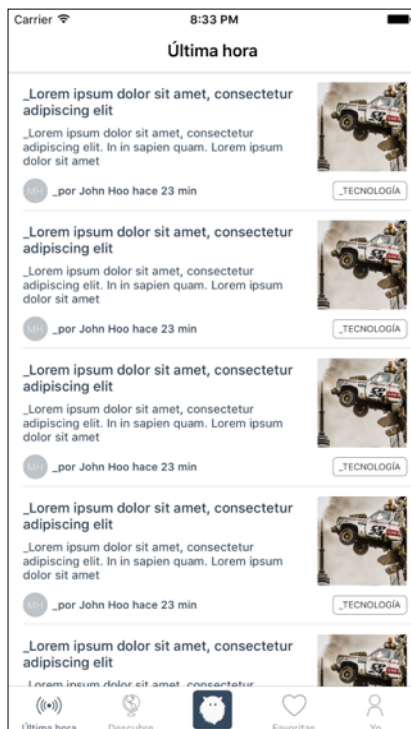 Carrier
8:33 PM
Última hora
_Lorem ipsum dolor sit amet, consectetur
adipiscing elit
_Lorem ipsum dolor sit amet, consectetur
adipiscing elit. In in sapien quam. Lorem ipsum
dolor sit amet
MH
_por John Hoo hace 23 min
_TECNOLOGÍA
_Lorem ipsum dolor sit amet, consectetur
adipiscing elit
_Lorem ipsum dolor sit amet, consectetur
adipiscing elit. In in sapien quam. Lorem ipsum
dolor sit amet
MH
_por John Hoo hace 23 min
_TECNOLOGÍA
_Lorem ipsum dolor sit amet, consectetur
adipiscing elit
_Lorem ipsum dolor sit amet, consectetur
adipiscing elit. In in sapien quam. Lorem ipsum
dolor sit amet
MH
_por John Hoo hace 23 min
_TECNOLOGÍA
_Lorem ipsum dolor sit amet, consectetur
adipiscing elit
_Lorem ipsum dolor sit amet, consectetur
adipiscing elit. In in sapien quam. Lorem ipsum
dolor sit amet
MH
_por John Hoo hace 23 min
_TECNOLOGÍA
_Lorem ipsum dolor sit amet, consectetur
adipiscing elit
_Lorem ipsum dolor sit amet, consectetur
Última hora
Descubre
Favoritas
Yo